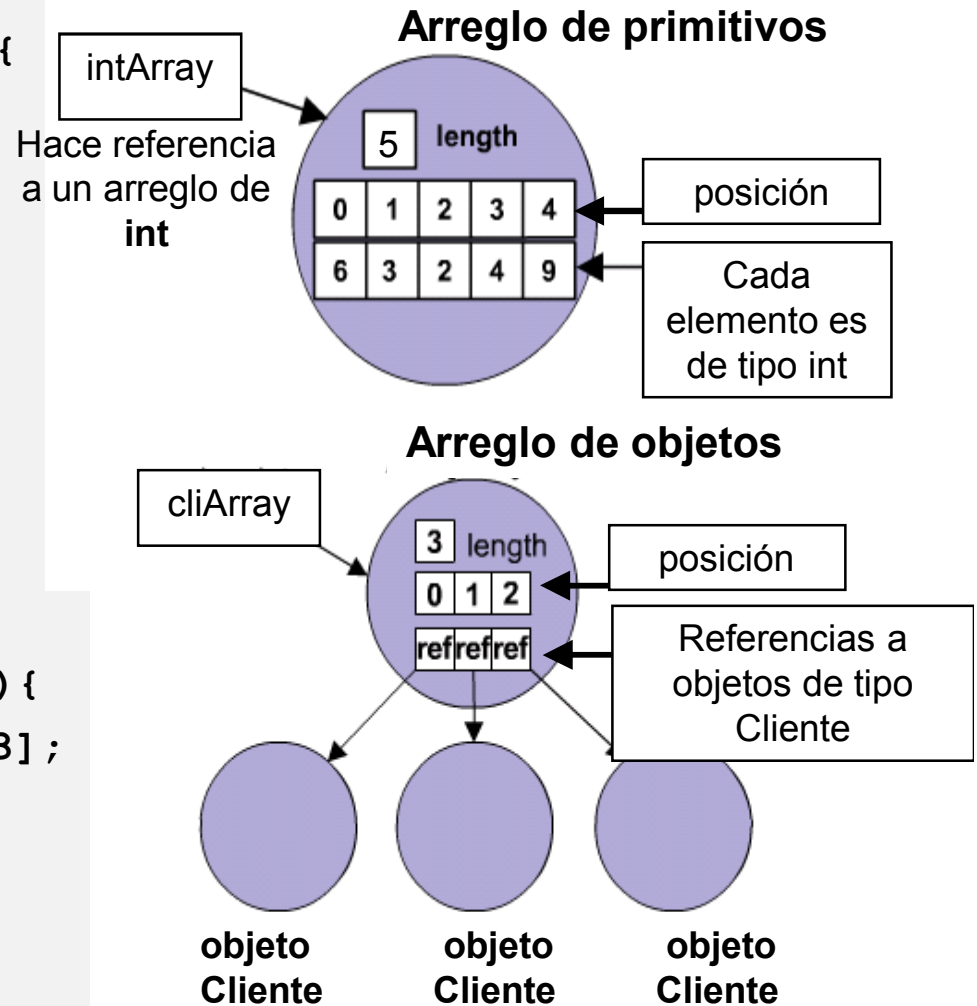 {
Arreglo de primitivos
intArray
Hace referencia
a un arreglo de
int
5 length
0 1 2 3 4
6 3 2 4 9
posición
Cada
elemento es
de tipo int
Arreglo de objetos
cliArray
3 length
0 1 2
ref ref ref
posición
Referencias a
objetos de tipo
Cliente
) {
];
objeto
Cliente
objeto
Cliente
objeto
Cliente